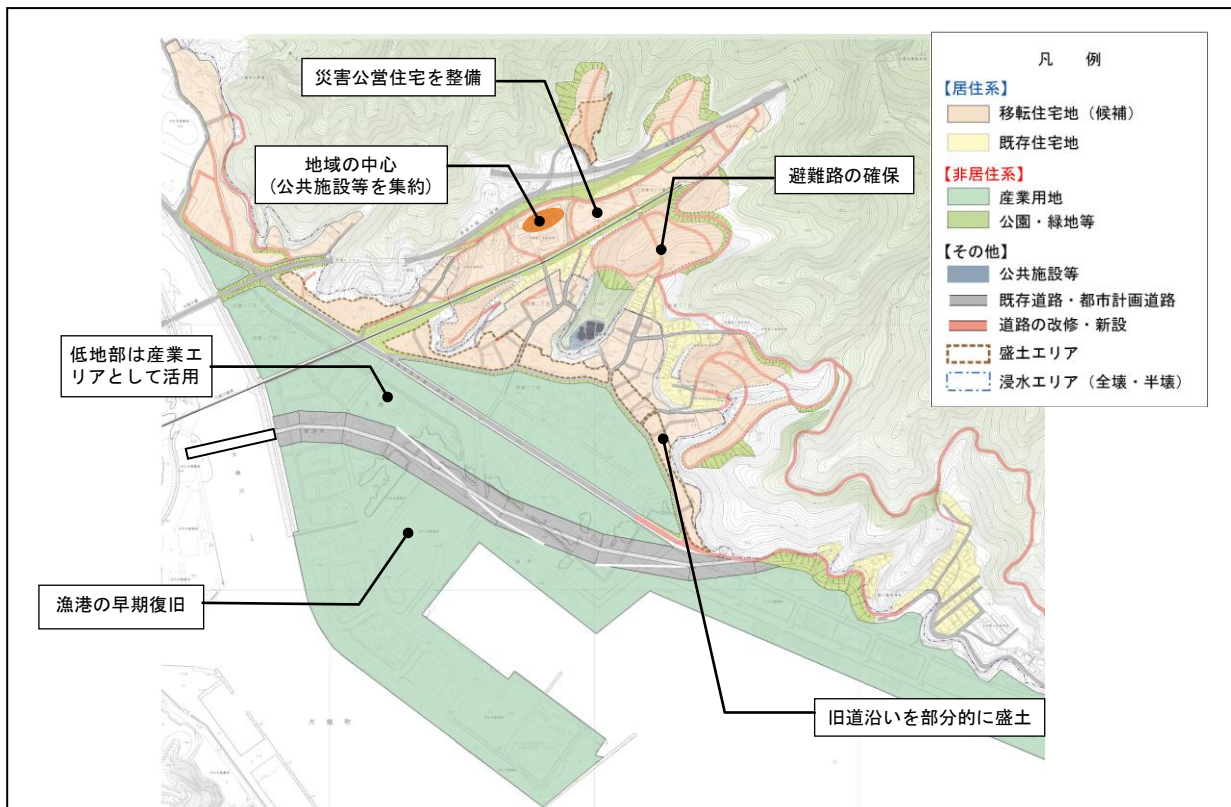 災害公営住宅を整備
地域の中心
(公共施設等を集約)
避難路の確保
低地部は産業エ
リアとして活用
漁港の早期復旧
旧道沿いを部分的に盛土
大槌町
凡 例
【居住系】
移転住宅地（候補）
既存住宅地
【非居住系】
産業用地
公園・緑地等
【その他】
公共施設等
既存道路・都市計画道路
道路の改修・新設
盛土エリア
浸水エリア（全壊・半壊）